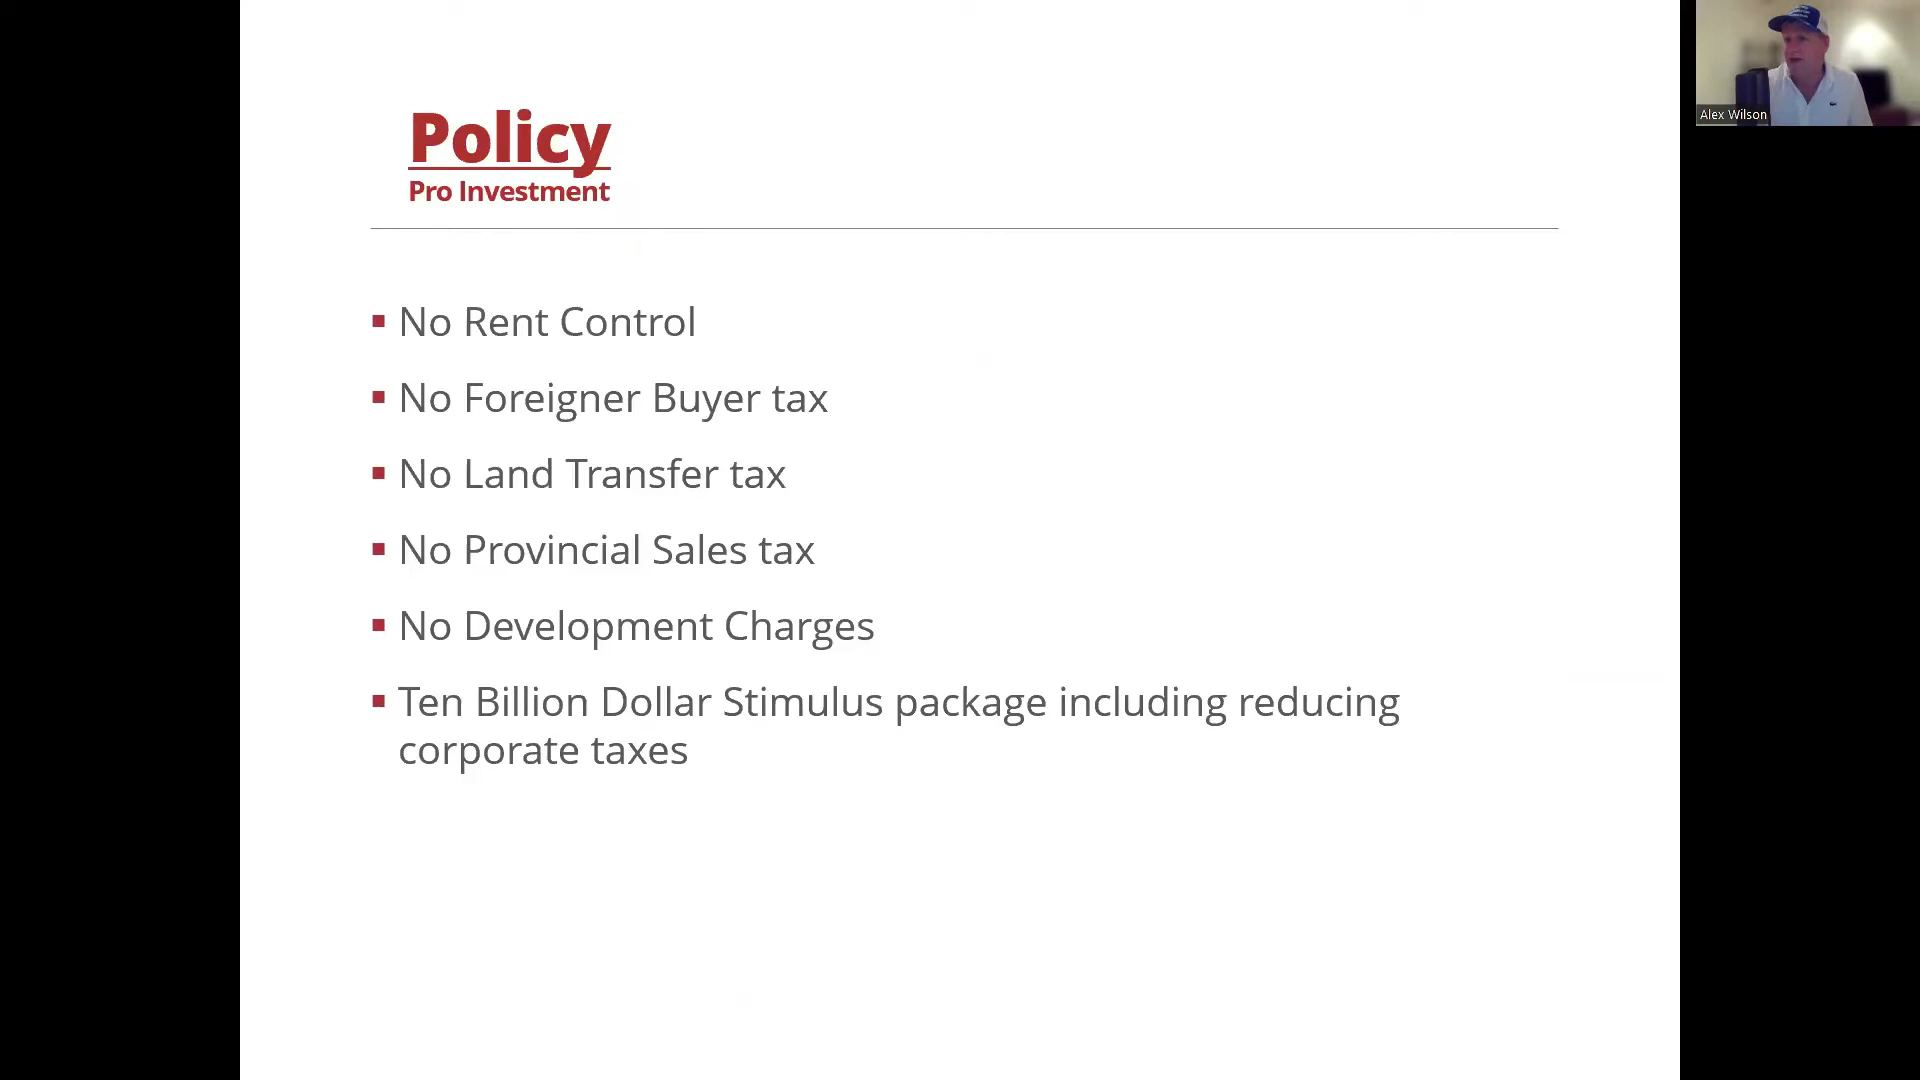 Policy
Pro Investment
No Rent Control
No Foreigner Buyer tax
No Land Transfer tax
No Provincial Sales tax
No Development Charges
Ten Billion Dollar Stimulus package including reducing
corporate taxes
Alex Wilson